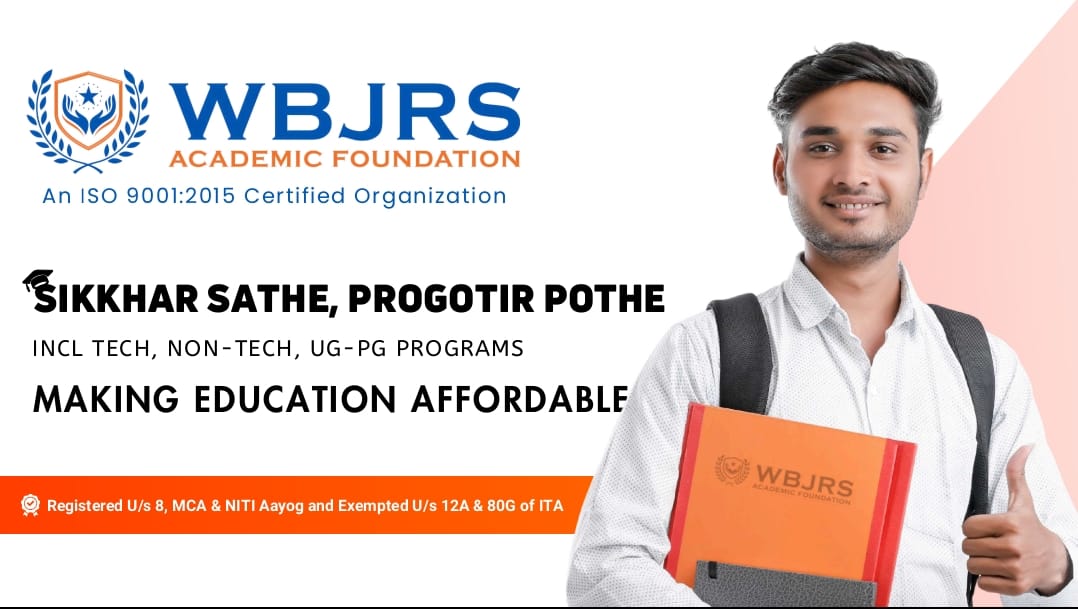 WBJRS
ACADEMIC FOUNDATION
An ISO 9001:2015 Certified Organization
SIKKHAR SATHE, PROGOTIR POTHE
INCL TECH, NON-TECH, UG-PG PROGRAMS
MAKING EDUCATION AFFORDABLE
Registered U/s 8, MCA & NITI Aayog and Exempted U/s 12A & 80G of ITA
WBJRS
ACADEMIC FOUNDATION